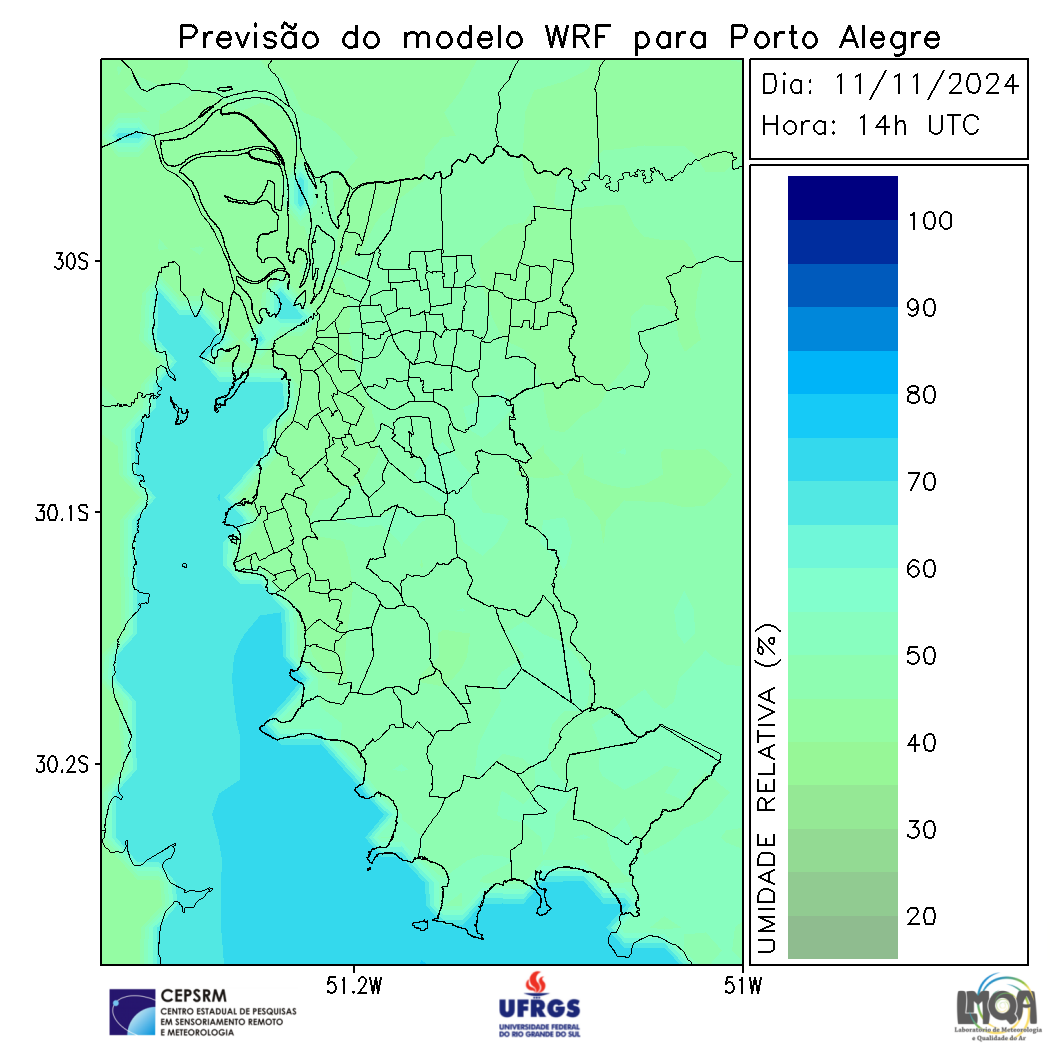 Previsão do modelo WRF para Porto Alegre
Dia: 11/11/2024
Hora: 14h UTC
30S
30.1S
30.2S
51.2W
51W
100
90
80
70
60
50
40
30
20
UMIDADE RELATIVA (%)
CEPSRM
CENTRO ESTADUAL DE PESQUISAS
EM SENSORIAMENTO REMOTO
E METEOROLOGIA
UFRGS
UNIVERSIDADE FEDERAL
DO RIO GRANDE DO SUL
LMQA
Laboratório de Meteorologia
e Qualidade do Ar